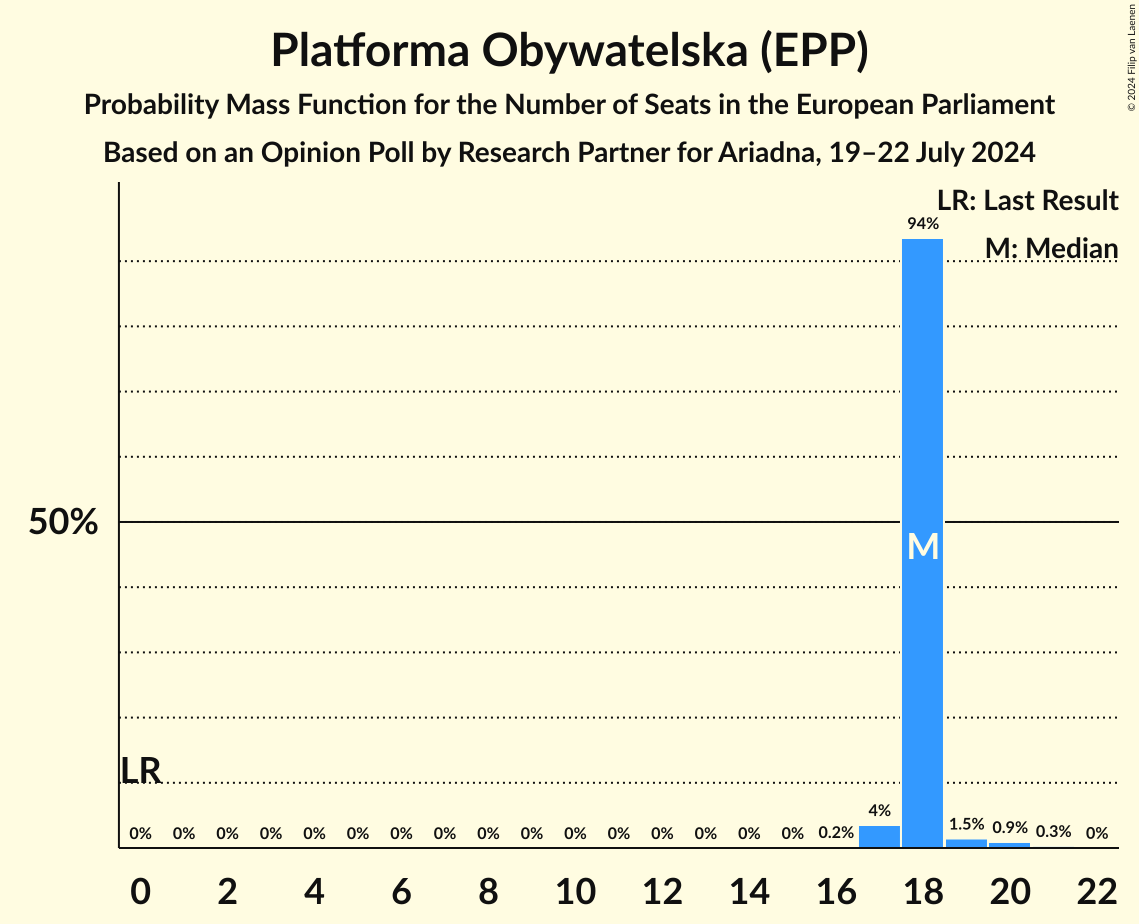 Platforma Obywatelska (EPP)
Probability Mass Function for the Number of Seats in the European Parliament
Based on an Opinion Poll by Research Partner for Ariadna, 19–22 July 2024
© 2024 Filip van Laenen
LR: Last Result
M: Median
94%
50%
M
LR
0% 0% 0% 0% 0% 0% 0% 0% 0% 0% 0% 0% 0% 0% 0% 0% 0.2% 4% 1.5% 0.9% 0.3% 0%
0 2 4 6 8 10 12 14 16 18 20 22